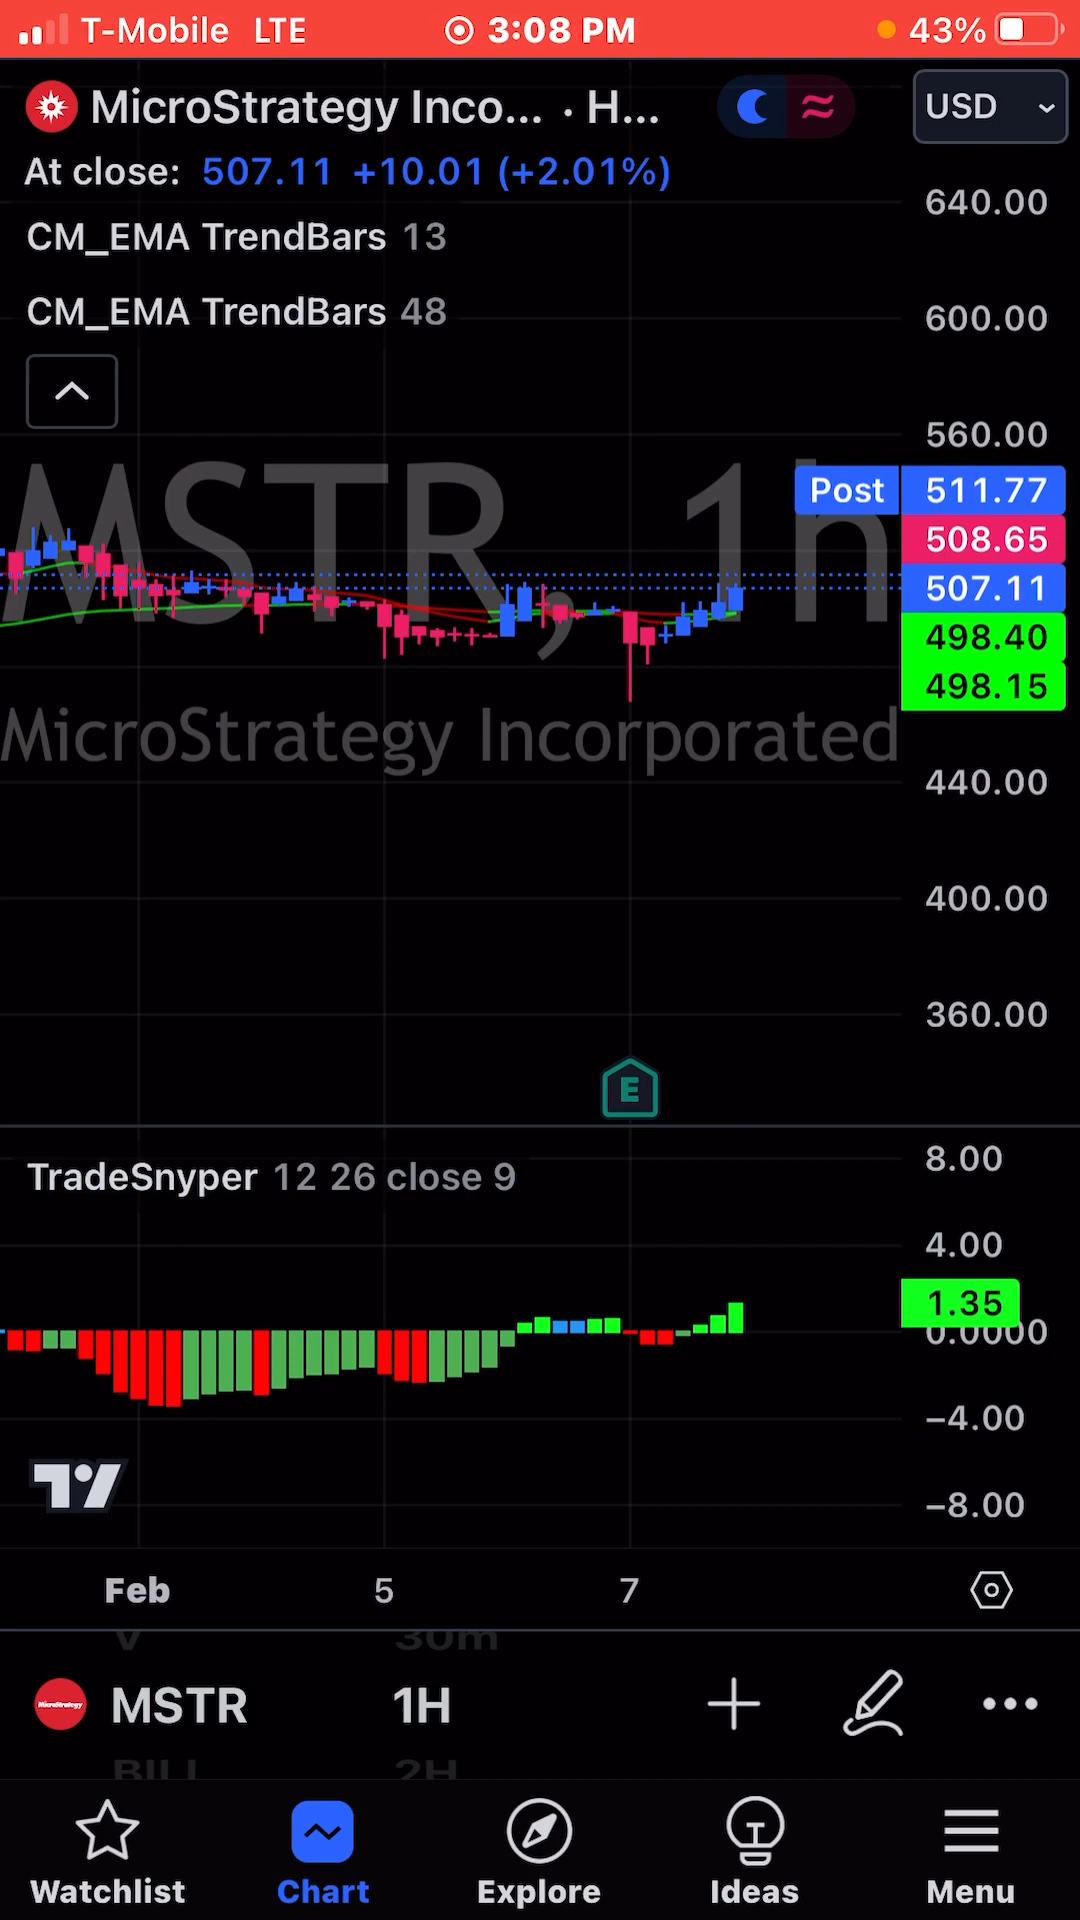 T-Mobile LTE 3:08 PM 43%
MicroStrategy Inco... · H... USD
At close: 507.11 +10.01 (+2.01%)
640.00
CM_EMA TrendBars 13
CM_EMA TrendBars 48
600.00
560.00
MSTR, 1h
Post 511.77
508.65
507.11
498.40
498.15
MicroStrategy Incorporated
440.00
400.00
360.00
E
TradeSnyper 12 26 close 9
8.00
4.00
1.35
0.0000
−4.00
−8.00
Feb 5 7
V 30m
MicroStrategy MSTR 1H
BILL 2H
Watchlist Chart Explore Ideas Menu